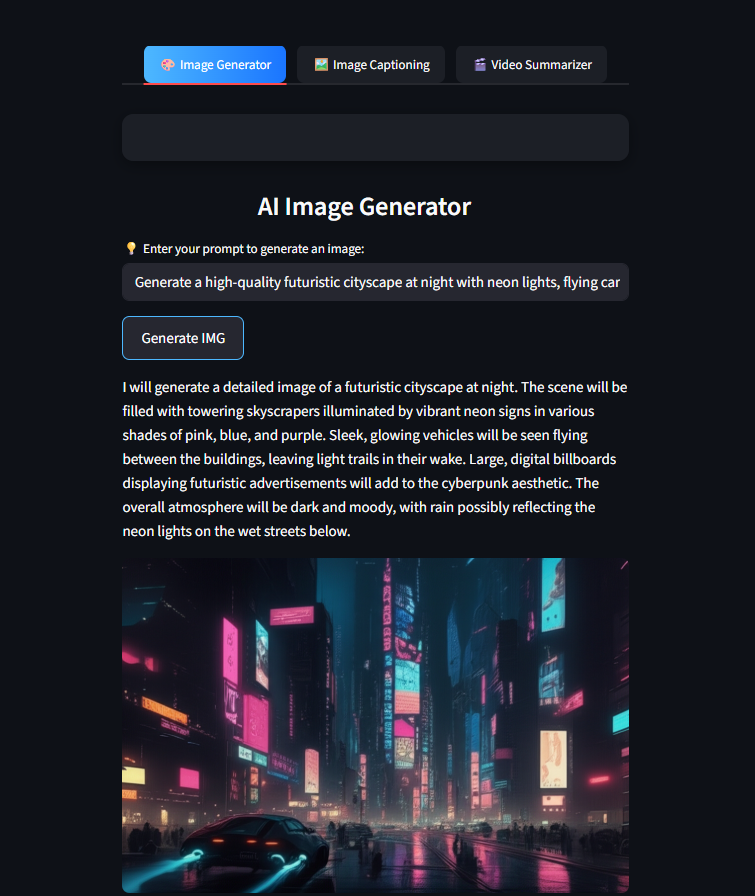 Image Generator
Image Captioning
Video Summarizer
AI Image Generator
Enter your prompt to generate an image:
Generate a high-quality futuristic cityscape at night with neon lights, flying car
Generate IMG
I will generate a detailed image of a futuristic cityscape at night. The scene will be
filled with towering skyscrapers illuminated by vibrant neon signs in various
shades of pink, blue, and purple. Sleek, glowing vehicles will be seen flying
between the buildings, leaving light trails in their wake. Large, digital billboards
displaying futuristic advertisements will add to the cyberpunk aesthetic. The
overall atmosphere will be dark and moody, with rain possibly reflecting the
neon lights on the wet streets below.